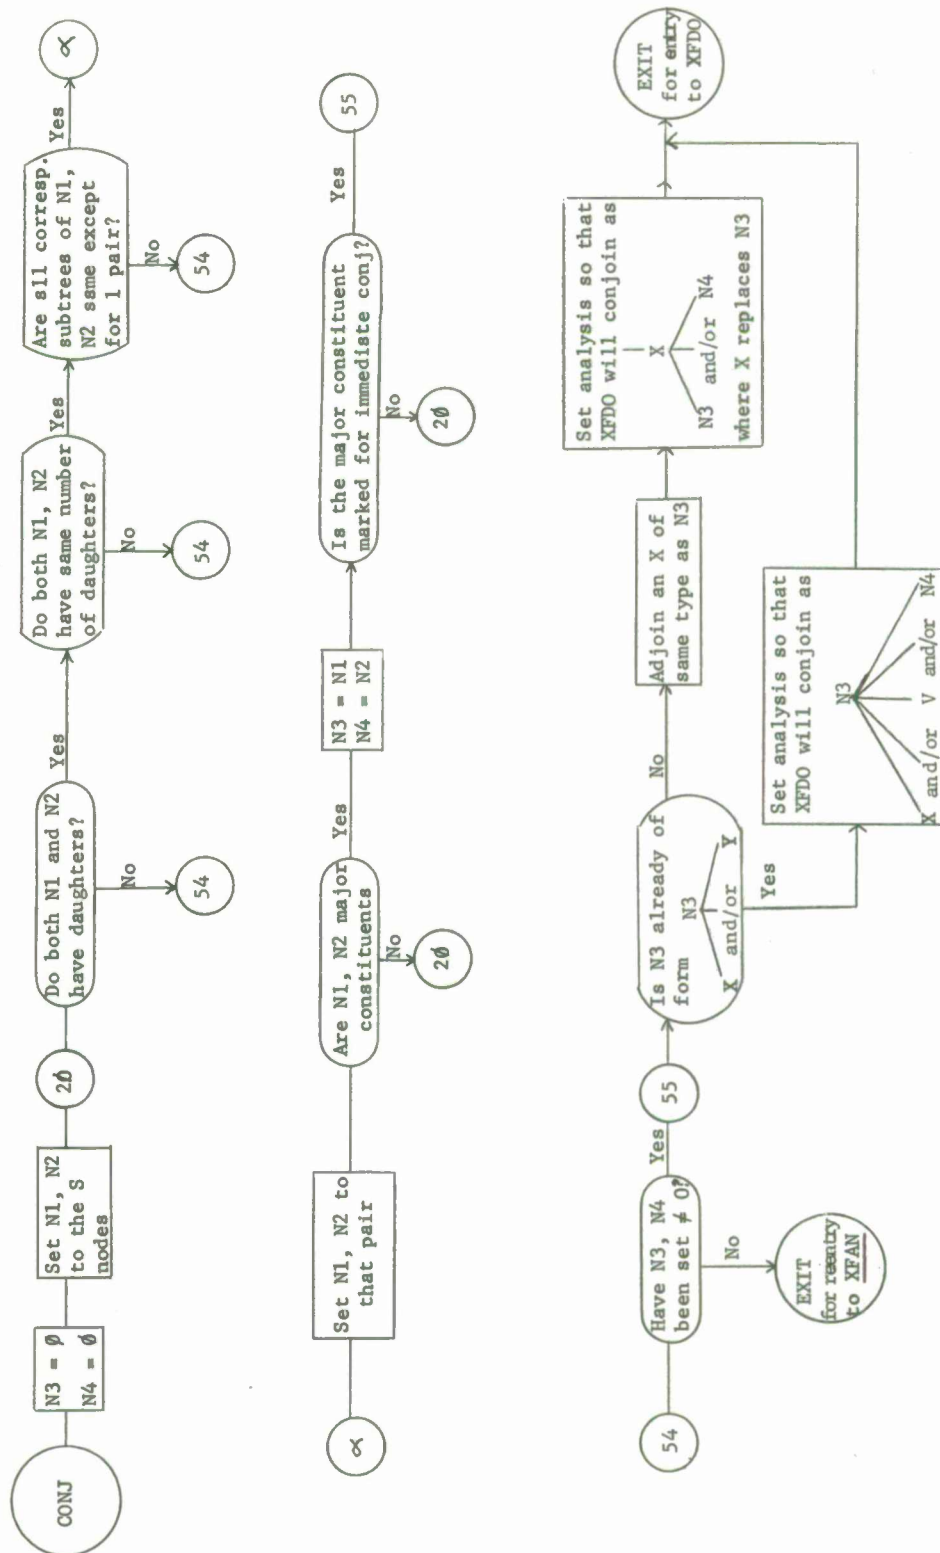 CONJ
N3 = Ø
N4 = Ø
Set N1, N2
to the S
nodes
2Ø
Do both N1 and N2
have daughters?
No
54
Yes
Do both N1, N2
have same number
of daughters?
No
54
Yes
Are sll corresp.
subtrees of N1,
N2 same except
for 1 pair?
No
54
Yes
α
α
Set N1, N2 to
that pair
Are N1, N2 major
constituents
No
2Ø
Yes
N3 = N1
N4 = N2
Is the major constituent
marked for immediste conj?
No
2Ø
Yes
55
54
Have N3, N4
been set ≠ 0?
No
EXIT
for reentry
to XFAN
Yes
55
Is N3 already of
form
N3
X and/or Y
No
Adjoin an X of
same type as N3
Set analysis so that
XFDO will conjoin as
X
N3 and/or N4
where X replaces N3
Yes
Set analysis so that
XFDO will conjoin as
N3
X and/or V and/or N4
EXIT
for entry
to XFDO